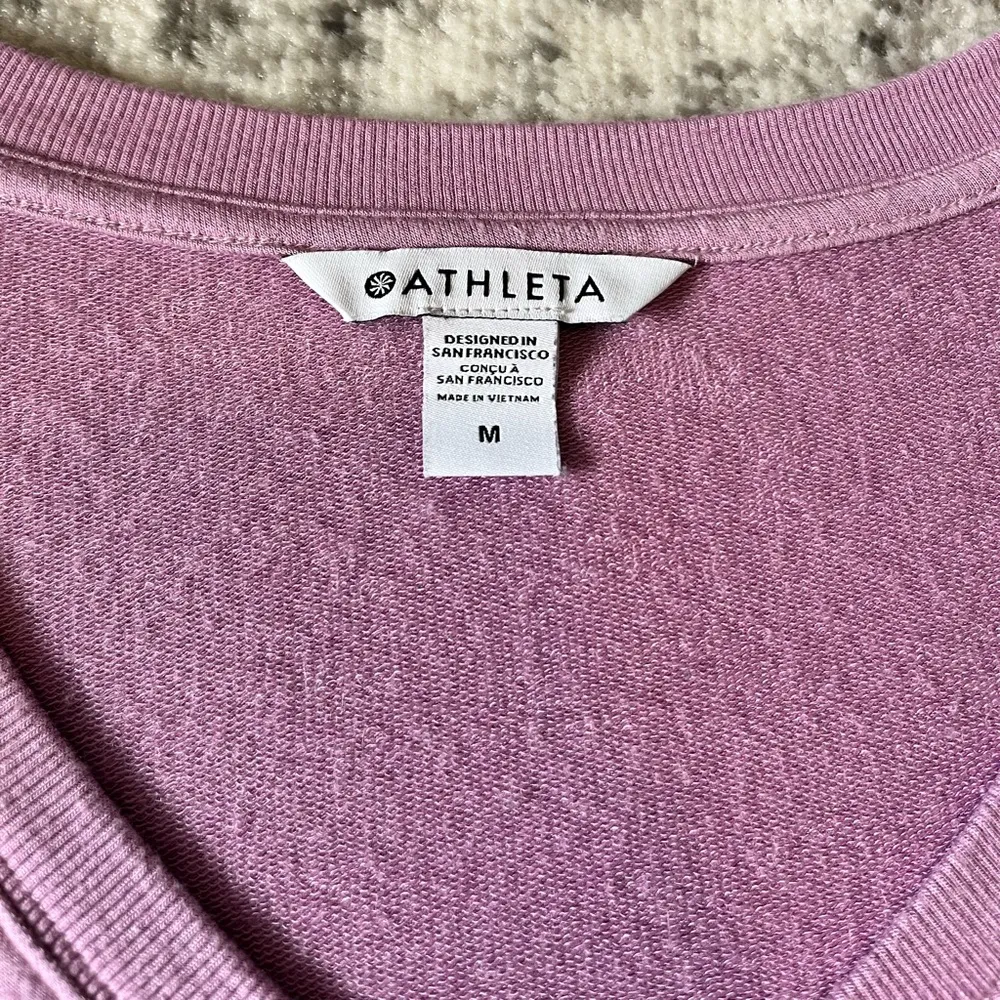 ATHLETA
DESIGNED IN
SAN FRANCISCO
CONÇU À
SAN FRANCISCO
MADE IN VIETNAM
M